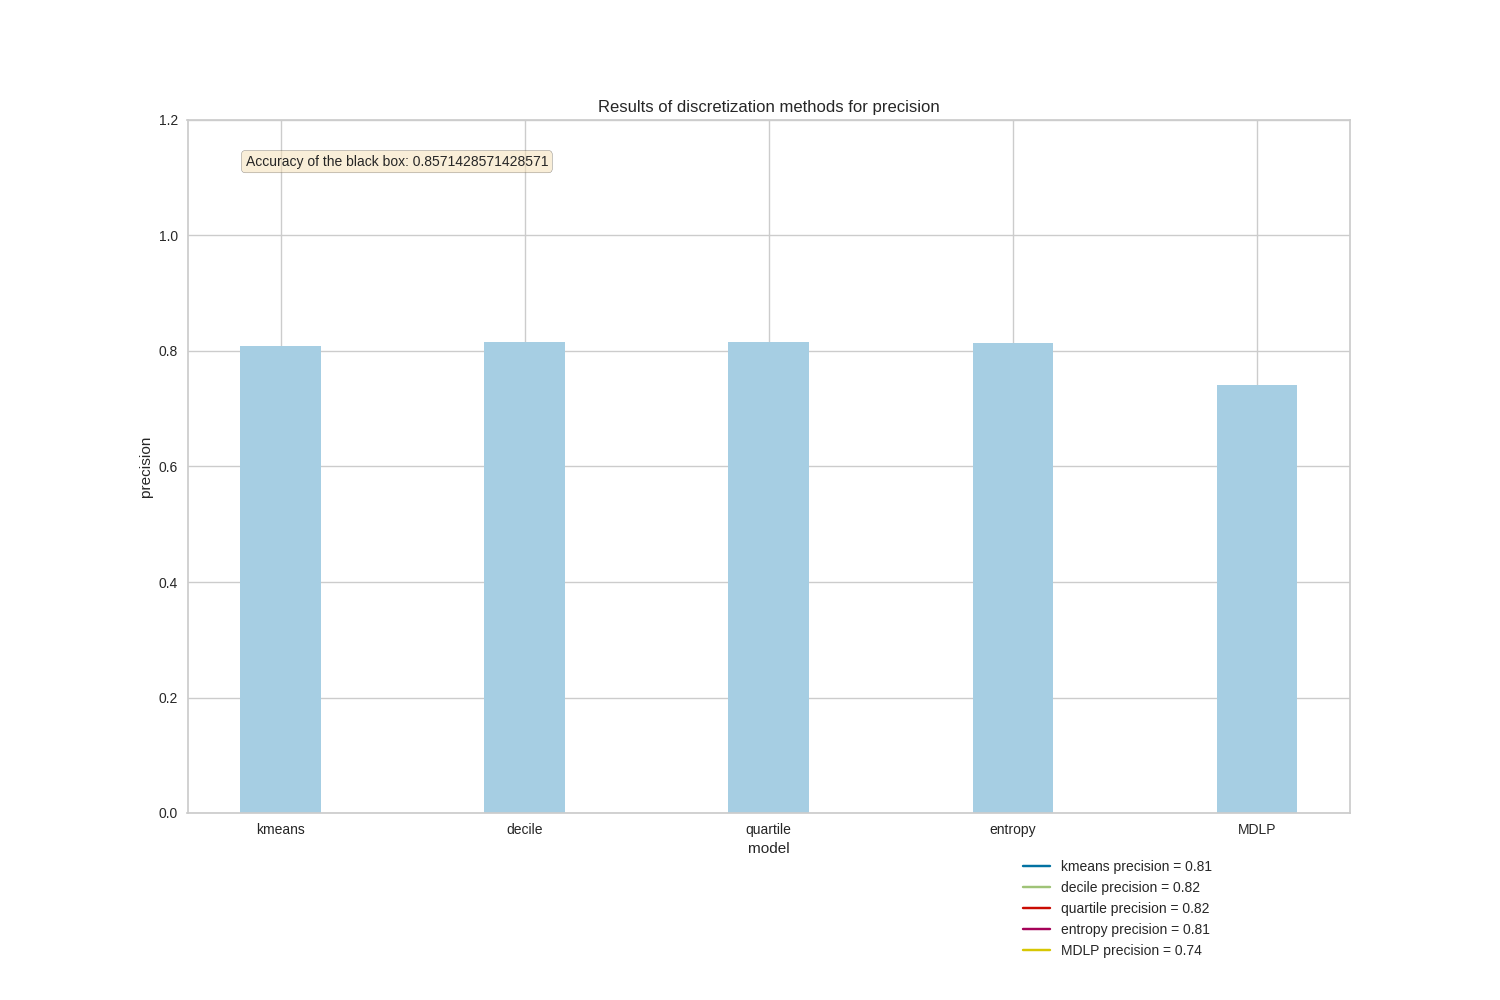 Results of discretization methods for precision
1.2
Accuracy of the black box: 0.8571428571428571
1.0
0.8
0.6
0.4
0.2
0.0
precision
kmeans decile quartile entropy MDLP
model
kmeans precision = 0.81
decile precision = 0.82
quartile precision = 0.82
entropy precision = 0.81
MDLP precision = 0.74